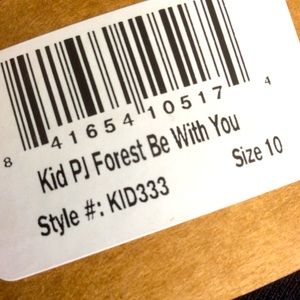 8 41654 10517 4
Kid PJ Forest Be With You
Style #: KID333 Size 10